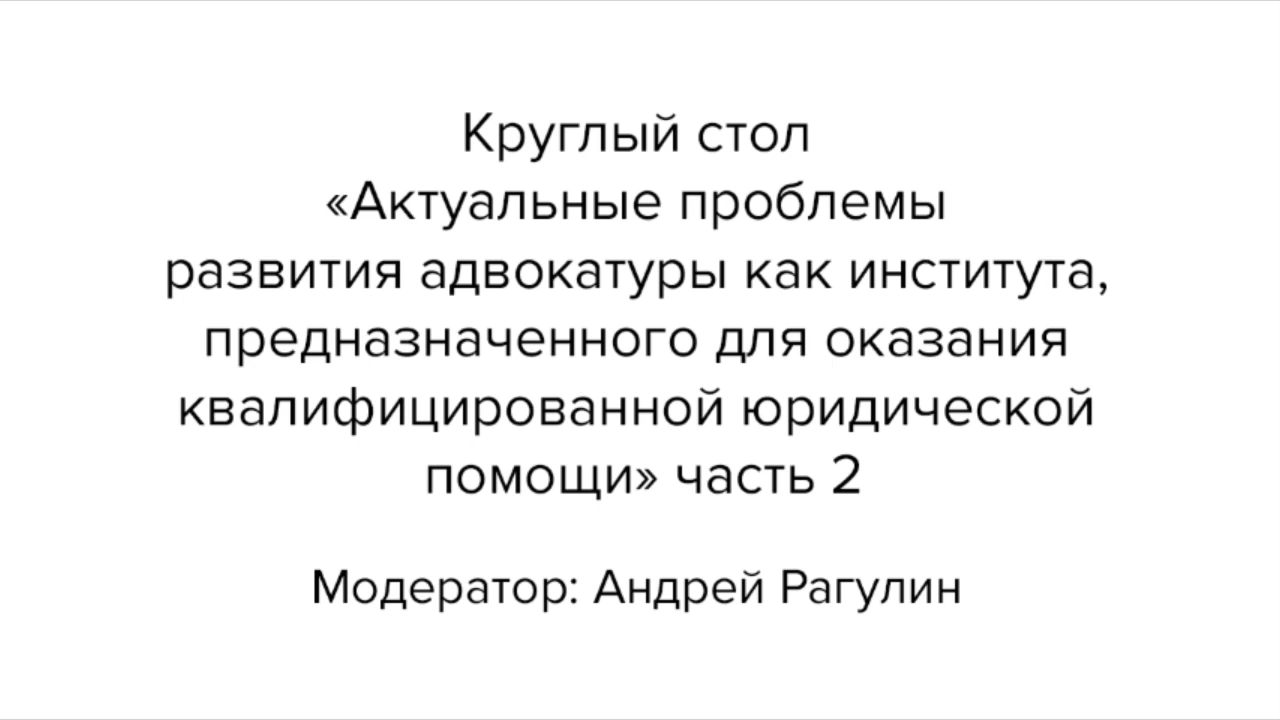 Круглый стол
«Актуальные проблемы
развития адвокатуры как института,
предназначенного для оказания
квалифицированной юридической
помощи» часть 2
Модератор: Андрей Рагулин